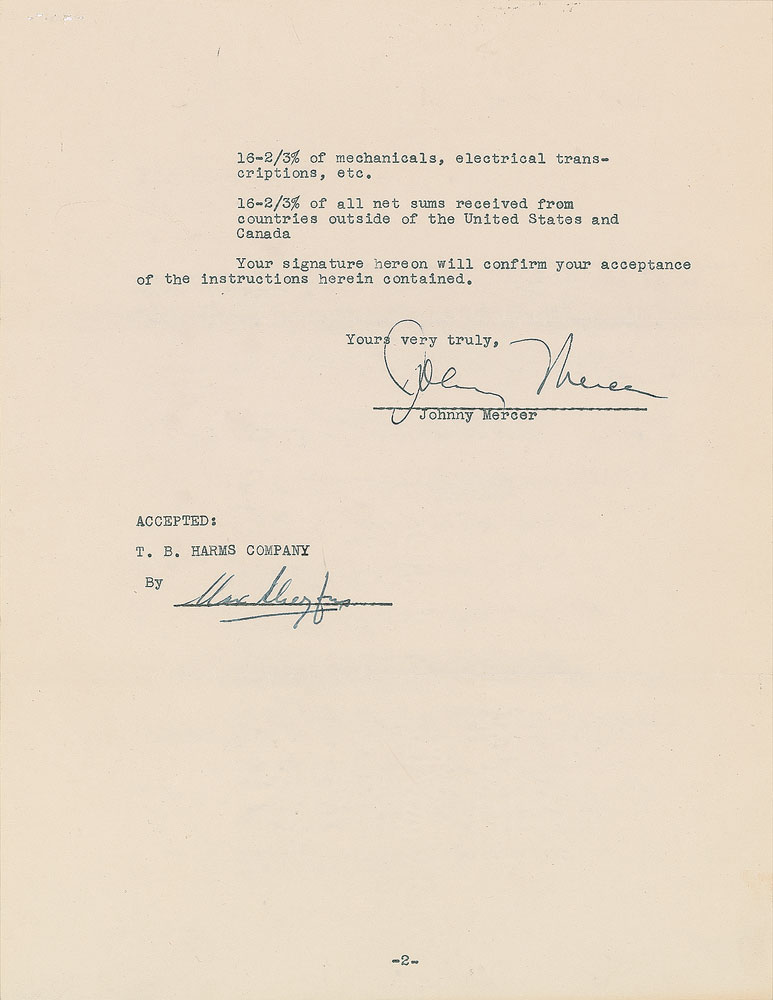 16-2/3% of mechanicals, electrical trans-
criptions, etc.
16-2/3% of all net sums received from
countries outside of the United States and
Canada
Your signature hereon will confirm your acceptance
of the instructions herein contained.
Yours very truly,
Johnny Mercer
Johnny Mercer
ACCEPTED:
T. B. HARMS COMPANY
By Max Dreyfus
-2-